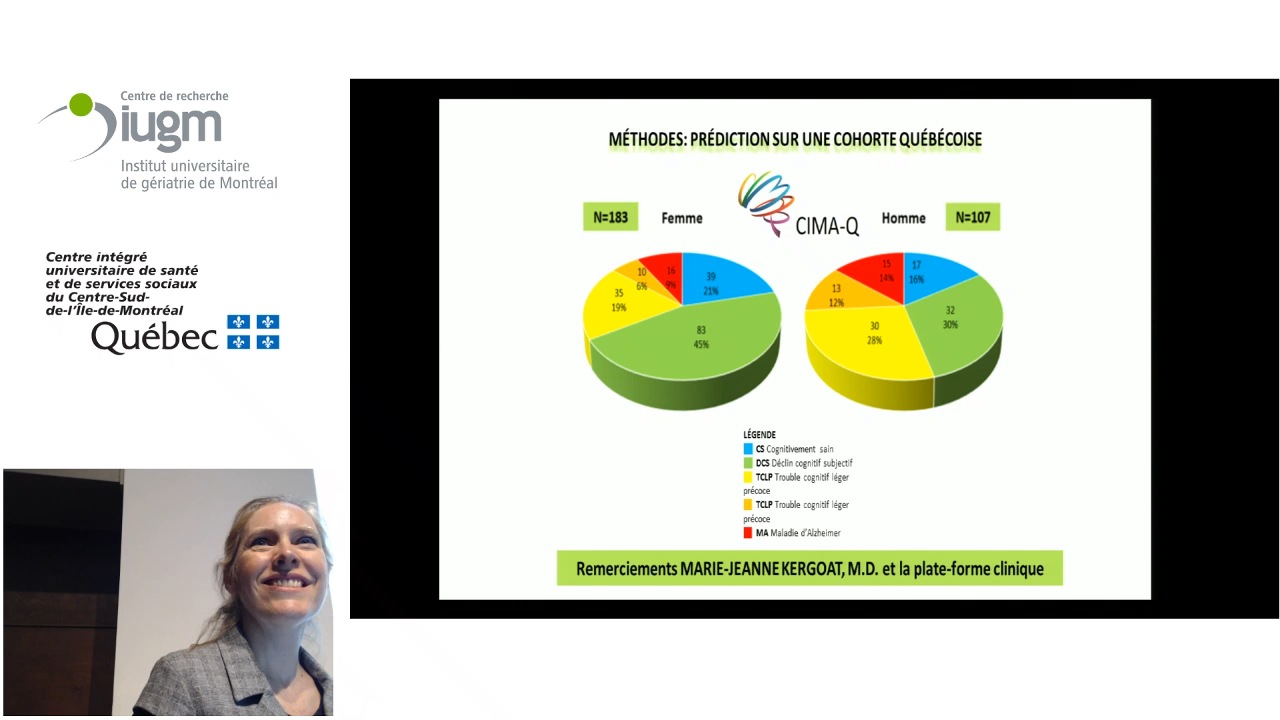 Centre de recherche
iugm
Institut universitaire
de gériatrie de Montréal
Centre intégré
universitaire de santé
et de services sociaux
du Centre-Sud-
de-l'Île-de-Montréal
Québec
MÉTHODES: PRÉDICTION SUR UNE COHORTE QUÉBÉCOISE
N=183
Femme
CIMA-Q
Homme
N=107
39
21%
83
45%
35
19%
10
6%
16
9%
17
16%
32
30%
30
28%
13
12%
15
14%
LÉGENDE
CS Cognitivement sain
DCS Déclin cognitif subjectif
TCLP Trouble cognitif léger
précoce
TCLP Trouble cognitif léger
précoce
MA Maladie d'Alzheimer
Remerciements MARIE-JEANNE KERGOAT, M.D. et la plate-forme clinique